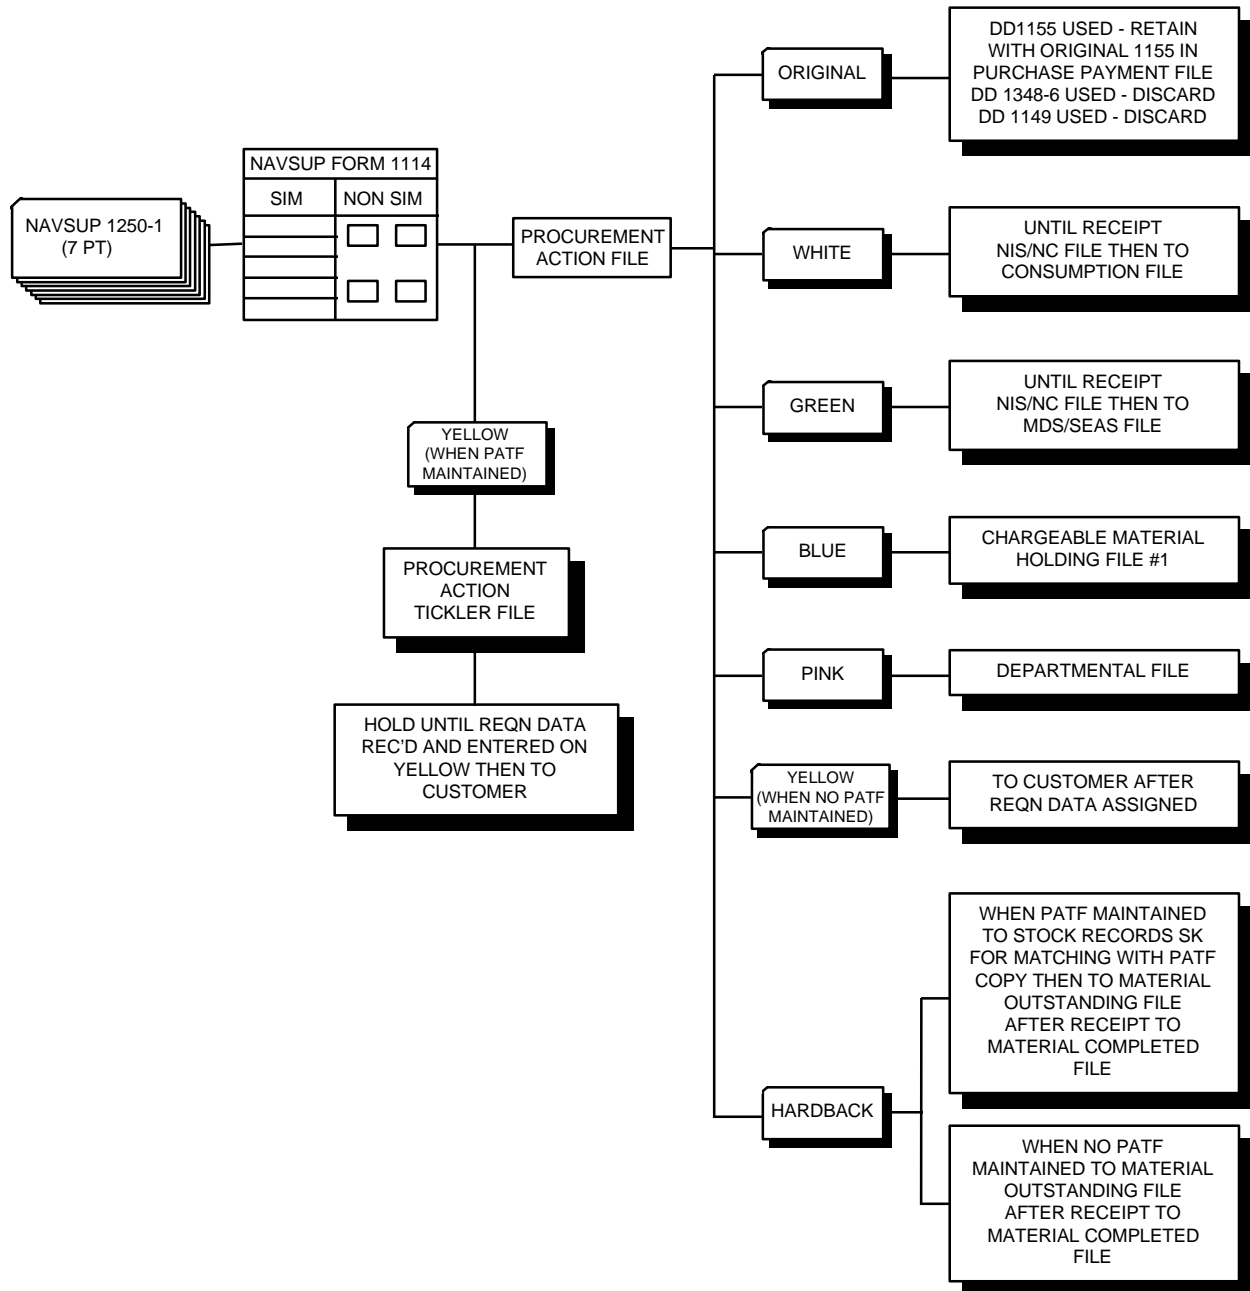 NAVSUP 1250-1
(7 PT)
NAVSUP FORM 1114
SIM
NON SIM
PROCUREMENT
ACTION FILE
YELLOW
(WHEN PATF
MAINTAINED)
PROCUREMENT
ACTION
TICKLER FILE
HOLD UNTIL REQN DATA
REC'D AND ENTERED ON
YELLOW THEN TO
CUSTOMER
ORIGINAL
DD1155 USED - RETAIN
WITH ORIGINAL 1155 IN
PURCHASE PAYMENT FILE
DD 1348-6 USED - DISCARD
DD 1149 USED - DISCARD
WHITE
UNTIL RECEIPT
NIS/NC FILE THEN TO
CONSUMPTION FILE
GREEN
UNTIL RECEIPT
NIS/NC FILE THEN TO
MDS/SEAS FILE
BLUE
CHARGEABLE MATERIAL
HOLDING FILE #1
PINK
DEPARTMENTAL FILE
YELLOW
(WHEN NO PATF
MAINTAINED)
TO CUSTOMER AFTER
REQN DATA ASSIGNED
HARDBACK
WHEN PATF MAINTAINED
TO STOCK RECORDS SK
FOR MATCHING WITH PATF
COPY THEN TO MATERIAL
OUTSTANDING FILE
AFTER RECEIPT TO
MATERIAL COMPLETED
FILE
WHEN NO PATF
MAINTAINED TO MATERIAL
OUTSTANDING FILE
AFTER RECEIPT TO
MATERIAL COMPLETED
FILE